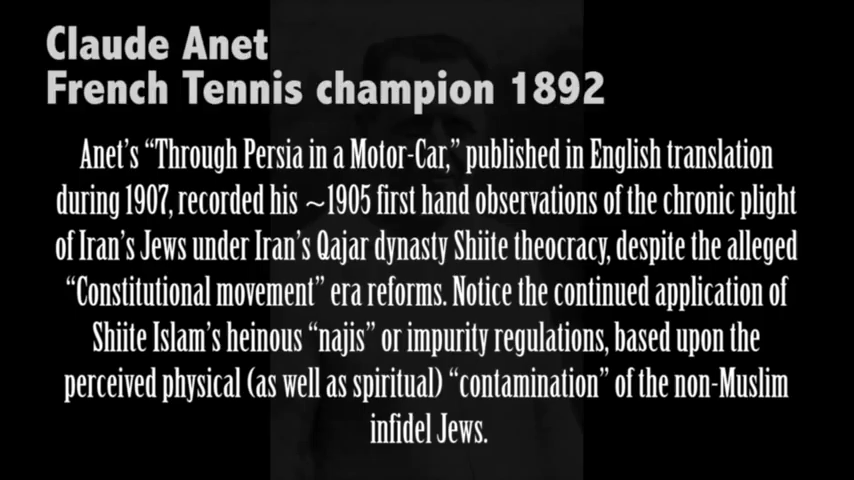 Claude Anet
French Tennis champion 1892
Anet's “Through Persia in a Motor-Car,” published in English translation
during 1907, recorded his ~1905 first hand observations of the chronic plight
of Iran's Jews under Iran's Qajar dynasty Shiite theocracy, despite the alleged
“Constitutional movement” era reforms. Notice the continued application of
Shiite Islam's heinous “najis” or impurity regulations, based upon the
perceived physical (as well as spiritual) “contamination” of the non-Muslim
infidel Jews.